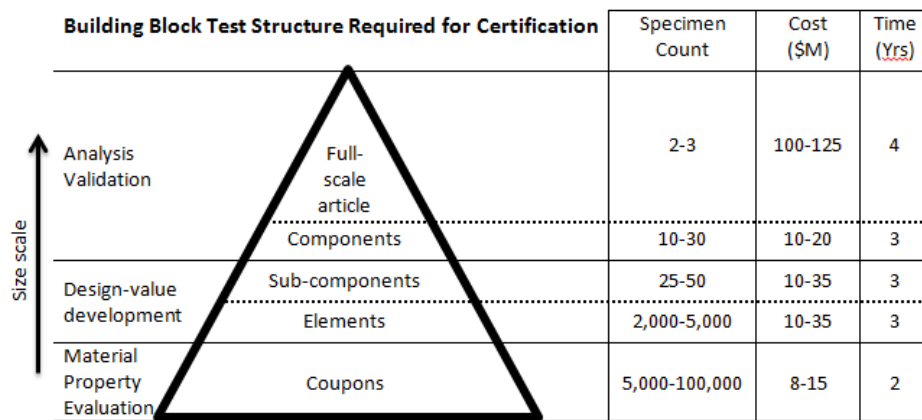 Building Block Test Structure Required for Certification
Specimen Count
Cost ($M)
Time (Yrs)
Size scale
Analysis
Validation
Full-
scale
article
2-3
100-125
4
Components
10-30
10-20
3
Design-value
development
Sub-components
25-50
10-35
3
Elements
2,000-5,000
10-35
3
Material
Property
Evaluation
Coupons
5,000-100,000
8-15
2